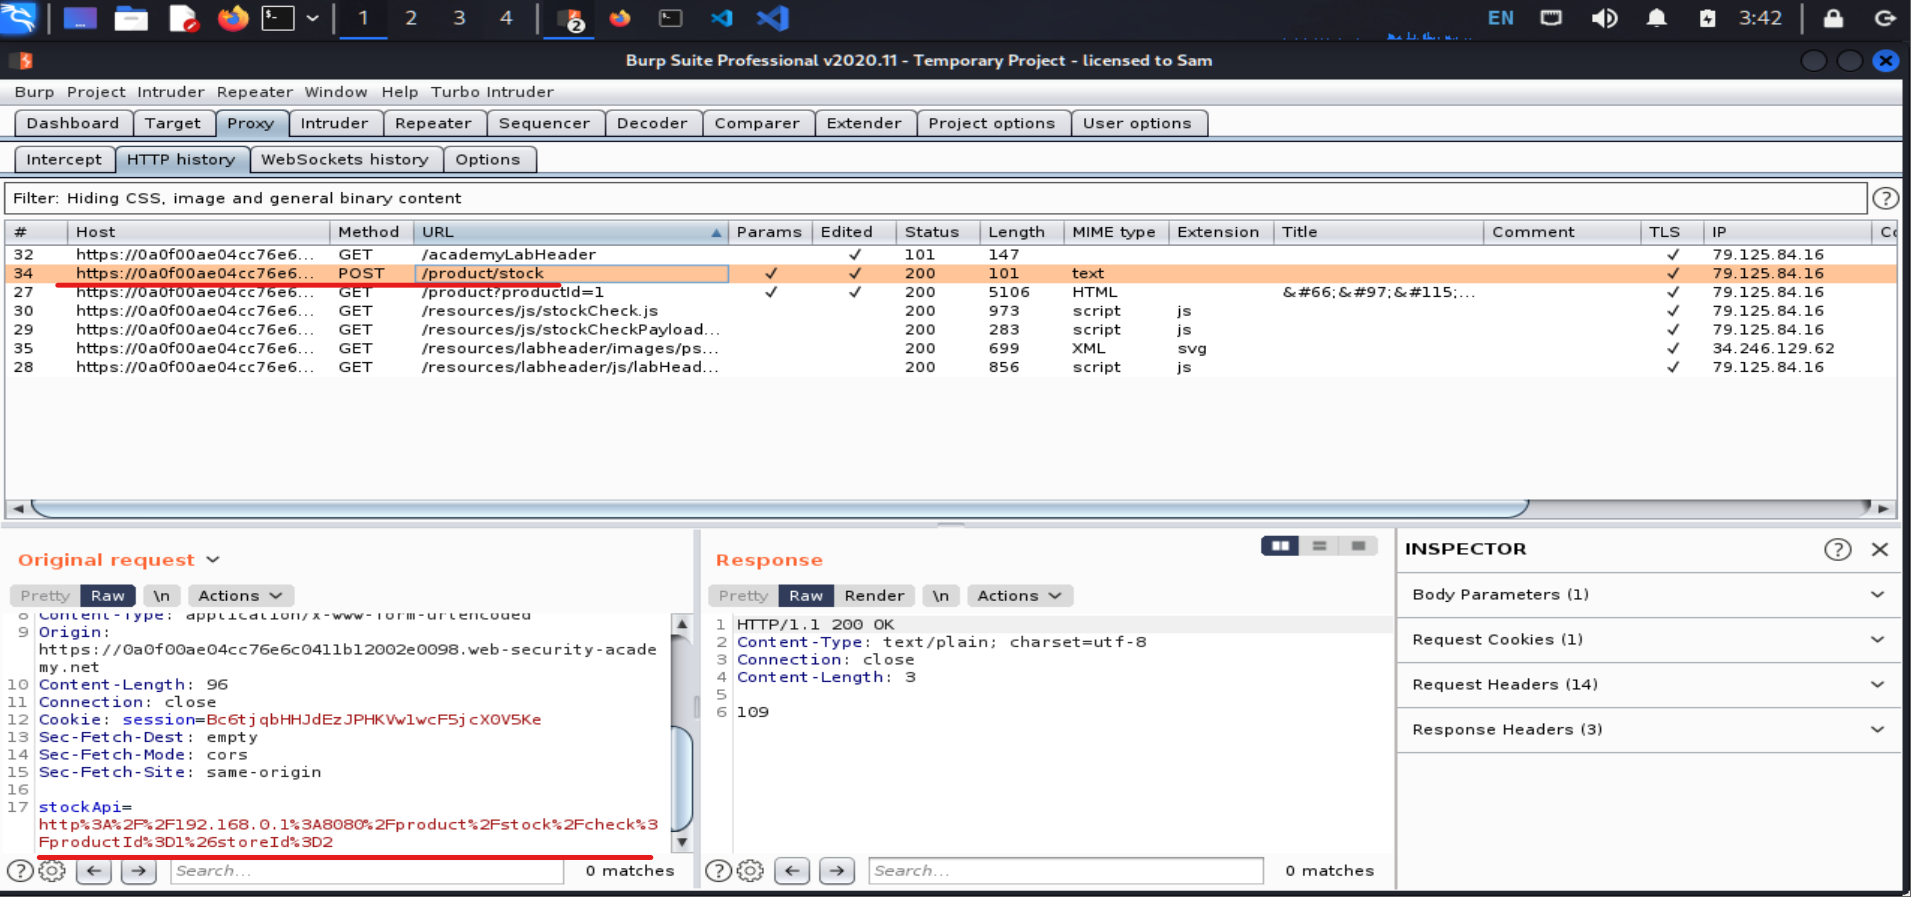 1 2 3 4 2 EN 3:42
Burp Suite Professional v2020.11 - Temporary Project - licensed to Sam
Burp Project Intruder Repeater Window Help Turbo Intruder
Dashboard Target Proxy Intruder Repeater Sequencer Decoder Comparer Extender Project options User options
Intercept HTTP history WebSockets history Options
Filter: Hiding CSS, image and general binary content ?
# Host Method URL Params Edited Status Length MIME type Extension Title Comment TLS IP Co
32 https://0a0f00ae04cc76e6... GET /academyLabHeader ✓ 101 147 ✓ 79.125.84.16
34 https://0a0f00ae04cc76e6... POST /product/stock ✓ ✓ 200 101 text ✓ 79.125.84.16
27 https://0a0f00ae04cc76e6... GET /product?productId=1 ✓ ✓ 200 5106 HTML &#66;&#97;&#115;... ✓ 79.125.84.16
30 https://0a0f00ae04cc76e6... GET /resources/js/stockCheck.js 200 973 script js ✓ 79.125.84.16
29 https://0a0f00ae04cc76e6... GET /resources/js/stockCheckPayload... 200 283 script js ✓ 79.125.84.16
35 https://0a0f00ae04cc76e6... GET /resources/labheader/images/ps... 200 699 XML svg ✓ 34.246.129.62
28 https://0a0f00ae04cc76e6... GET /resources/labheader/js/labHead... 200 856 script js ✓ 79.125.84.16
Original request
Pretty Raw \n Actions
8 Content-Type: application/x-www-form-urlencoded
9 Origin:
https://0a0f00ae04cc76e6c0411b12002e0098.web-security-acade
my.net
10 Content-Length: 96
11 Connection: close
12 Cookie: session=Bc6tjqbHHJdEzJPHKVw1wcF5jcX0V5Ke
13 Sec-Fetch-Dest: empty
14 Sec-Fetch-Mode: cors
15 Sec-Fetch-Site: same-origin
16
17 stockApi=
http%3A%2F%2F192.168.0.1%3A8080%2Fproduct%2Fstock%2Fcheck%3
FproductId%3D1%26storeId%3D2
? Search... 0 matches
Response
Pretty Raw Render \n Actions
1 HTTP/1.1 200 OK
2 Content-Type: text/plain; charset=utf-8
3 Connection: close
4 Content-Length: 3
5
6 109
? Search... 0 matches
INSPECTOR ?
Body Parameters (1)
Request Cookies (1)
Request Headers (14)
Response Headers (3)